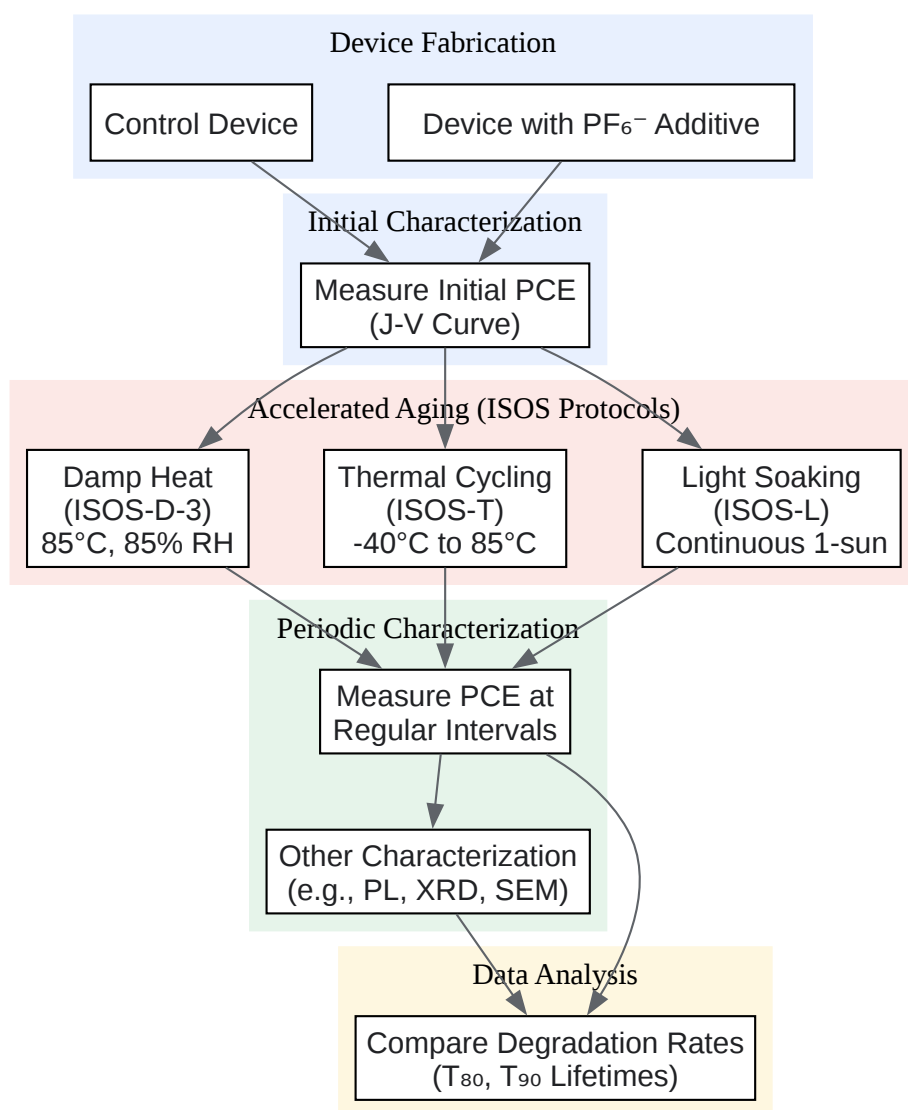 Device Fabrication
Control Device
Device with PF₆⁻ Additive
Initial Characterization
Measure Initial PCE
(J-V Curve)
Accelerated Aging (ISOS Protocols)
Damp Heat
(ISOS-D-3)
85°C, 85% RH
Thermal Cycling
(ISOS-T)
-40°C to 85°C
Light Soaking
(ISOS-L)
Continuous 1-sun
Periodic Characterization
Measure PCE at
Regular Intervals
Other Characterization
(e.g., PL, XRD, SEM)
Data Analysis
Compare Degradation Rates
(T₈₀, T₉₀ Lifetimes)